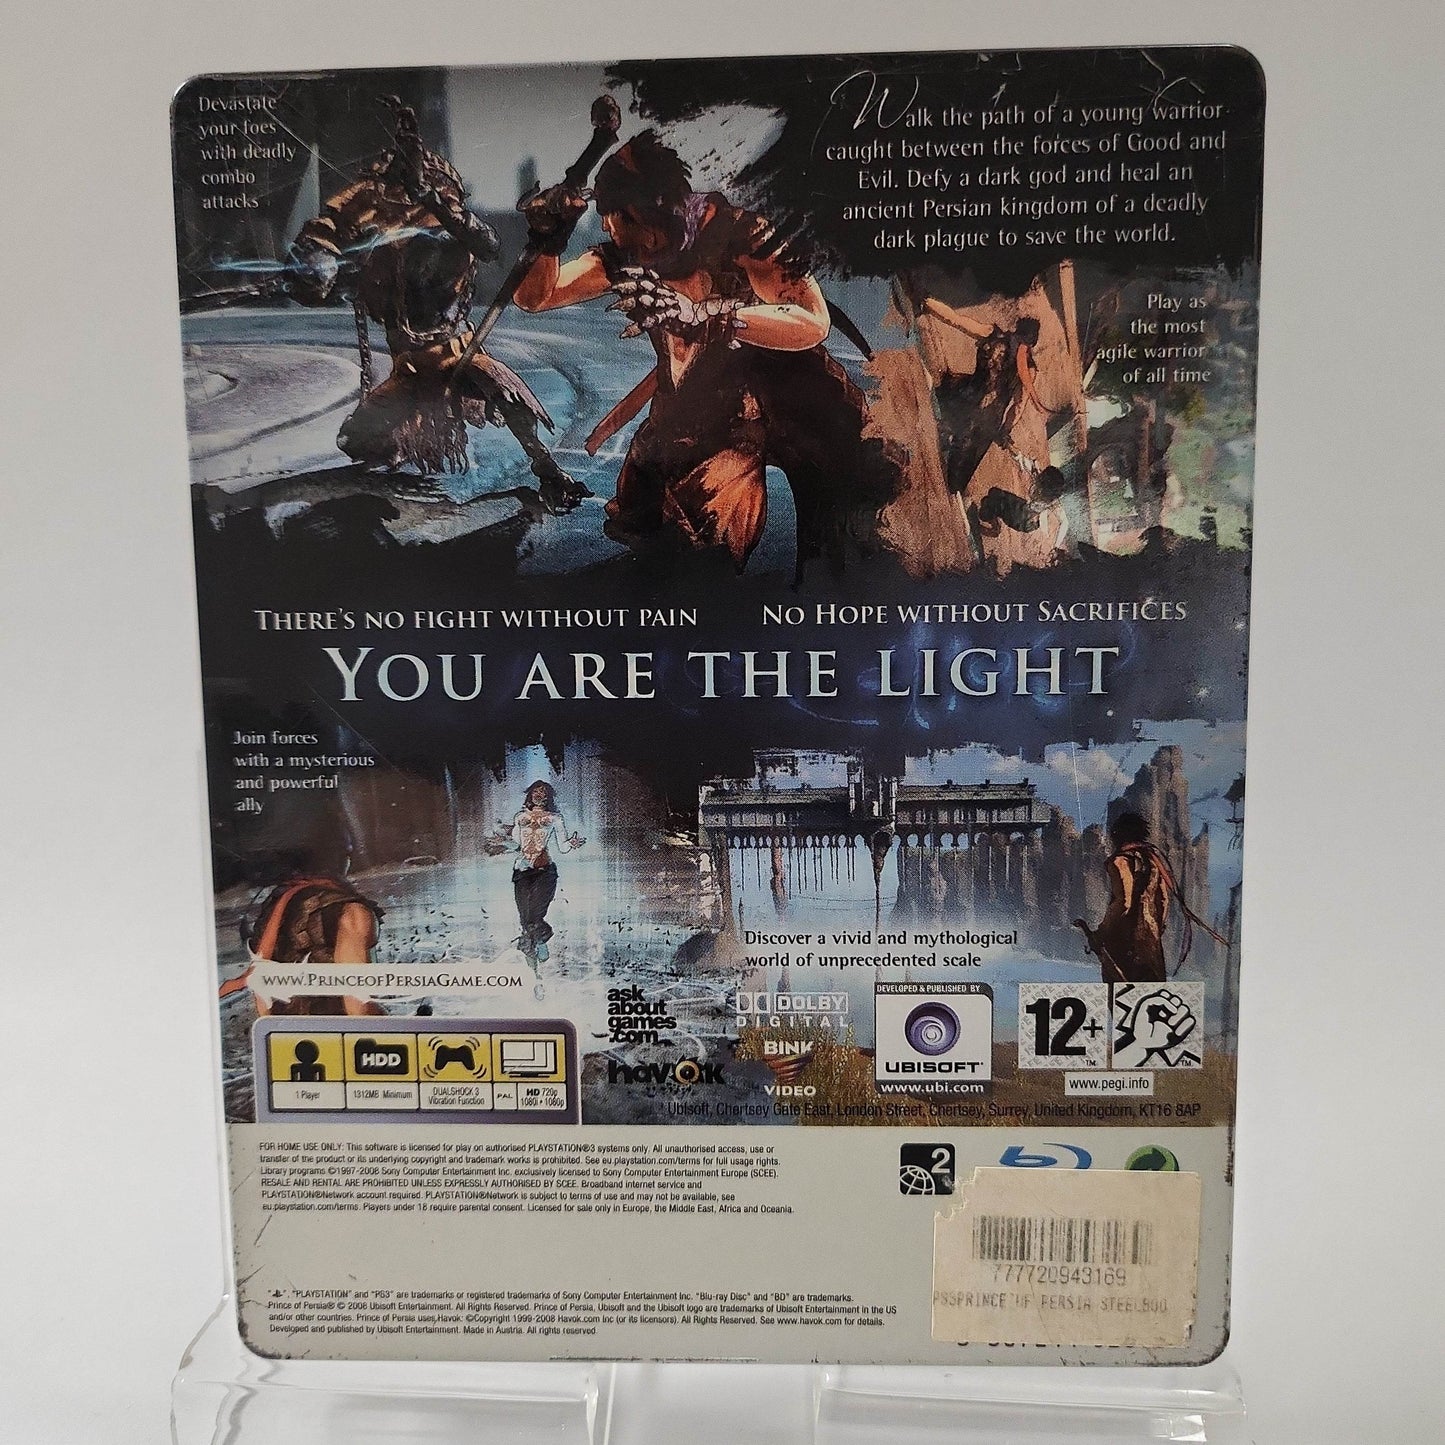 Devastate
your foes
with deadly
combo
attacks
Walk the path of a young warrior
caught between the forces of Good and
Evil. Defy a dark god and heal an
ancient Persian kingdom of a deadly
dark plague to save the world.
Play as
the most
agile warrior
of all time
THERE'S NO FIGHT WITHOUT PAIN
NO HOPE WITHOUT SACRIFICES
YOU ARE THE LIGHT
Join forces
with a mysterious
and powerful
ally
Discover a vivid and mythological
world of unprecedented scale
WWW.PRINCEOFPERSIAGAME.COM
ask
about
games
.com
havok
DOLBY
DIGITAL
BINK
VIDEO
DEVELOPED & PUBLISHED BY
UBISOFT
www.ubi.com
12+
www.pegi.info
HDD
1 Player
1312MB Minimum
DUALSHOCK 3
Vibration Function
PAL
HD 720p
1080i • 1080p
Ubisoft, Chertsey Gate East, London Street, Chertsey, Surrey, United Kingdom, KT16 8AP
FOR HOME USE ONLY: This software is licensed for play on authorised PLAYSTATION®3 systems only. All unauthorised access, use or
transfer of the product or its underlying copyright and trademark works is prohibited. See eu.playstation.com/terms for full usage rights.
Library programs ©1997-2008 Sony Computer Entertainment Inc. exclusively licensed to Sony Computer Entertainment Europe (SCEE).
RESALE AND RENTAL ARE PROHIBITED UNLESS EXPRESSLY AUTHORISED BY SCEE. Broadband internet service and
PLAYSTATION®Network account required. PLAYSTATION®Network is subject to terms of use and may not be available, see
eu.playstation.com/terms. Players under 18 require parental consent. Licensed for sale only in Europe, the Middle East, Africa and Oceania.
2
777720943169
PS3PRINCE OF PERSIA STEELBOO
"PLAYSTATION" and "PS3" are trademarks or registered trademarks of Sony Computer Entertainment Inc. "Blu-ray Disc" and "BD" are trademarks.
Prince of Persia® © 2008 Ubisoft Entertainment. All Rights Reserved. Prince of Persia, Ubisoft and the Ubisoft logo are trademarks of Ubisoft Entertainment in the US
and/or other countries. Prince of Persia uses Havok: ©Copyright 1999-2008 Havok.com Inc (or its licensors). All Rights Reserved. See www.havok.com for details.
Developed and published by Ubisoft Entertainment. Made in Austria. All rights reserved.